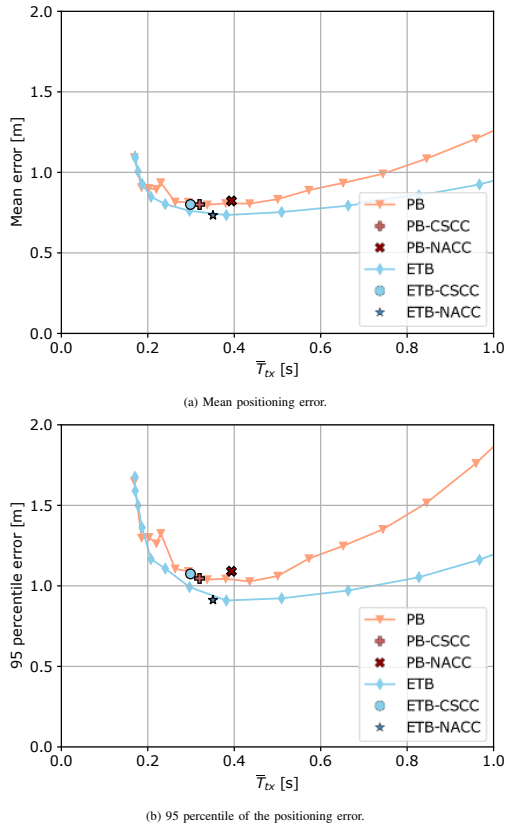 2.0
1.5
1.0
0.5
0.0
Mean error [m]
PB
PB-CSCC
PB-NACC
ETB
ETB-CSCC
ETB-NACC
0.0 0.2 0.4 0.6 0.8 1.0
T̅tx [s]
(a) Mean positioning error.
2.0
1.5
1.0
0.5
0.0
95 percentile error [m]
PB
PB-CSCC
PB-NACC
ETB
ETB-CSCC
ETB-NACC
0.0 0.2 0.4 0.6 0.8 1.0
T̅tx [s]
(b) 95 percentile of the positioning error.